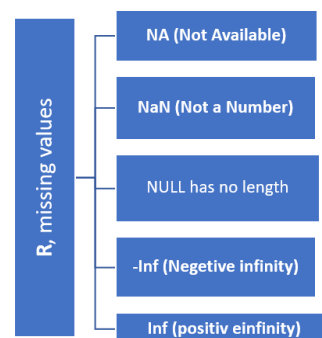 R, missing values
NA (Not Available)
NaN (Not a Number)
NULL has no length
-Inf (Negetive infinity)
Inf (positiv einfinity)